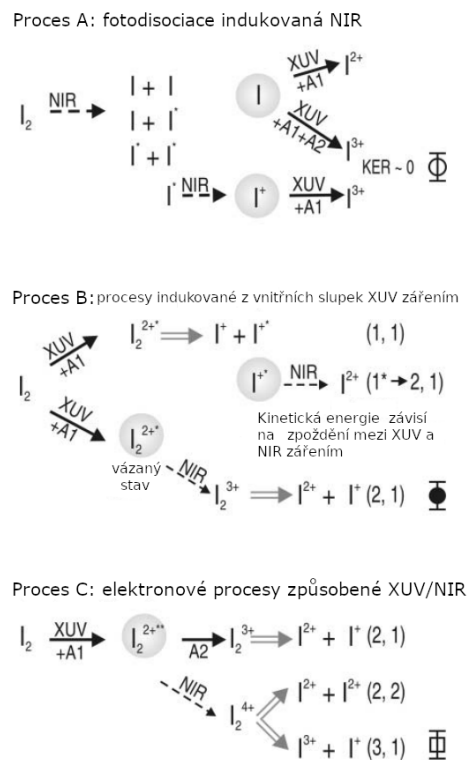 Proces A: fotodisociace indukovaná NIR
I + I
I₂ NIR I + I*
I* + I*
I XUV +A1 I²⁺
XUV +A1+A2 I³⁺
KER ~ 0
I* NIR I⁺ XUV +A1 I³⁺
Proces B: procesy indukované z vnitřních slupek XUV zářením
I₂ XUV +A1 I₂²⁺* I⁺ + I⁺* (1, 1)
I⁺* NIR I²⁺ (1* → 2, 1)
XUV +A1 I₂²⁺*
Kinetická energie závisí
na zpoždění mezi XUV a
NIR zářením
vázaný
stav
NIR I₂³⁺ I²⁺ + I⁺ (2, 1)
Proces C: elektronové procesy způsobené XUV/NIR
I₂ XUV +A1 I₂²⁺** A2 I₂³⁺ I²⁺ + I⁺ (2, 1)
NIR I₂⁴⁺ I²⁺ + I²⁺ (2, 2)
I³⁺ + I⁺ (3, 1)